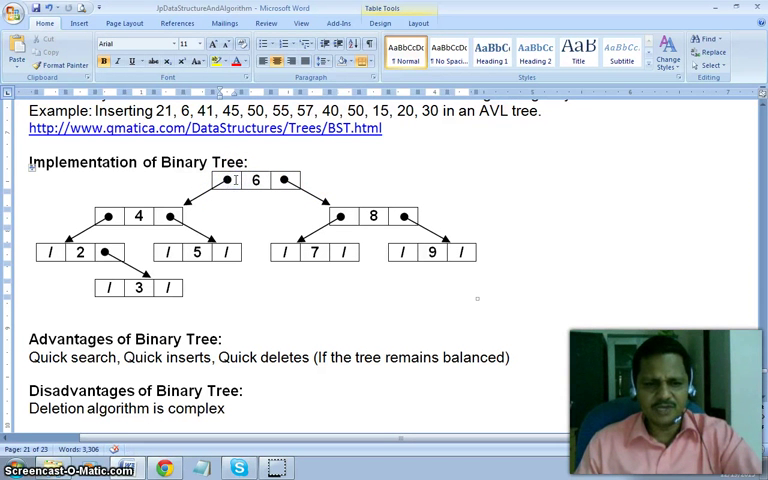 JpDataStructureAndAlgorithm - Microsoft Word
Table Tools
Home Insert Page Layout References Mailings Review View Add-Ins Design Layout
Paste
Cut
Copy
Format Painter
Clipboard
Arial 11
Font
Paragraph
AaBbCcDc AaBbCcDc AaBbC AaBbCc AaB AaBbCc.
¶ Normal ¶ No Spaci... Heading 1 Heading 2 Title Subtitle
Styles
Change Styles
Find
Replace
Select
Editing
Example: Inserting 21, 6, 41, 45, 50, 55, 57, 40, 50, 15, 20, 30 in an AVL tree.
http://www.qmatica.com/DataStructures/Trees/BST.html
Implementation of Binary Tree:
6
4 8
/ 2 / 5 / / 7 / / 9 /
/ 3 /
Advantages of Binary Tree:
Quick search, Quick inserts, Quick deletes (If the tree remains balanced)
Disadvantages of Binary Tree:
Deletion algorithm is complex
Page: 21 of 23 Words: 3,306
Screencast-O-Matic.com